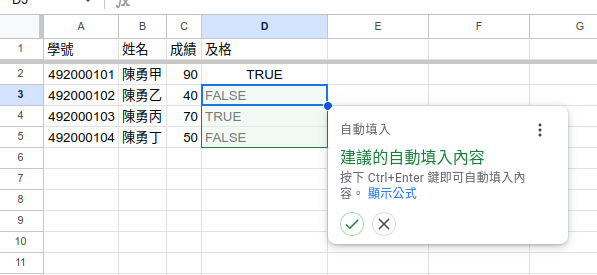 A B C D E F G
1 學號 姓名 成績 及格
2 492000101 陳勇甲 90 TRUE
3 492000102 陳勇乙 40 FALSE
4 492000103 陳勇丙 70 TRUE
5 492000104 陳勇丁 50 FALSE
6
7
8
9
10
11
自動填入
建議的自動填入內容
按下 Ctrl+Enter 鍵即可自動填入內
容。 顯示公式